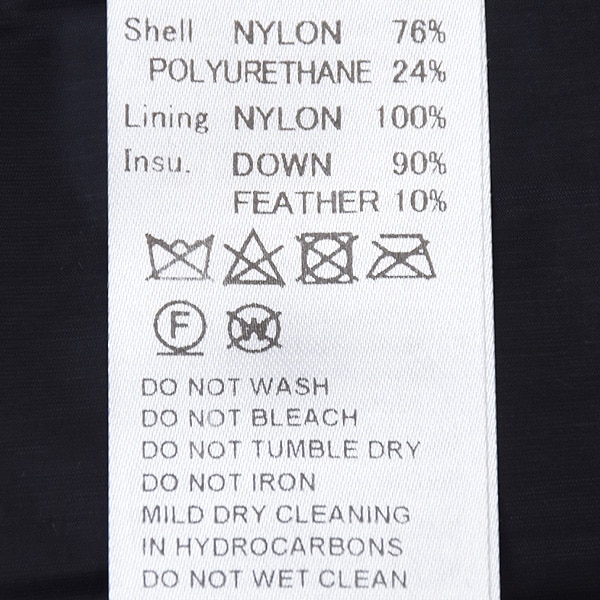 Shell NYLON 76%
POLYURETHANE 24%
Lining NYLON 100%
Insu. DOWN 90%
FEATHER 10%
F W
DO NOT WASH
DO NOT BLEACH
DO NOT TUMBLE DRY
DO NOT IRON
MILD DRY CLEANING
IN HYDROCARBONS
DO NOT WET CLEAN